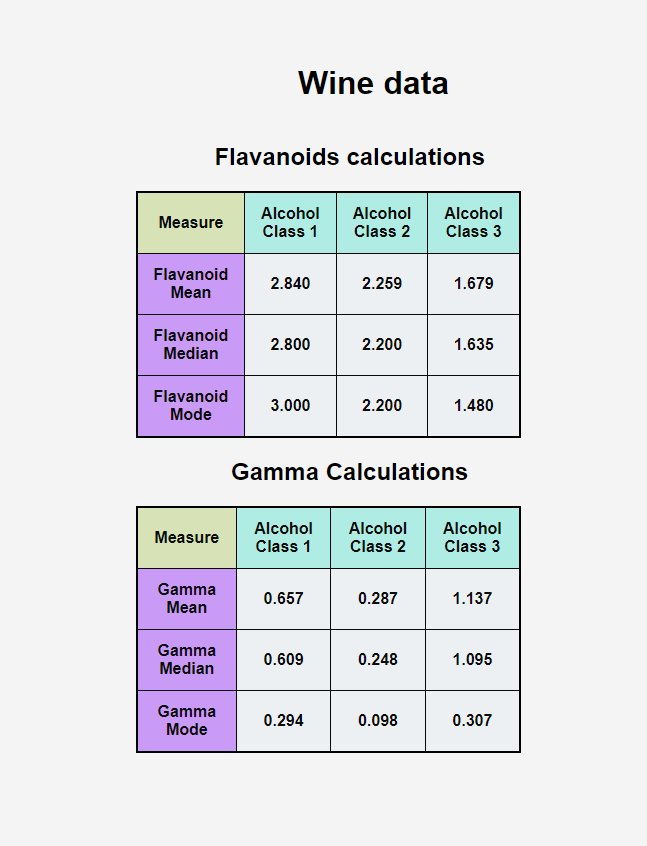 Wine data
Flavanoids calculations
Measure Alcohol Class 1 Alcohol Class 2 Alcohol Class 3
Flavanoid Mean 2.840 2.259 1.679
Flavanoid Median 2.800 2.200 1.635
Flavanoid Mode 3.000 2.200 1.480
Gamma Calculations
Measure Alcohol Class 1 Alcohol Class 2 Alcohol Class 3
Gamma Mean 0.657 0.287 1.137
Gamma Median 0.609 0.248 1.095
Gamma Mode 0.294 0.098 0.307